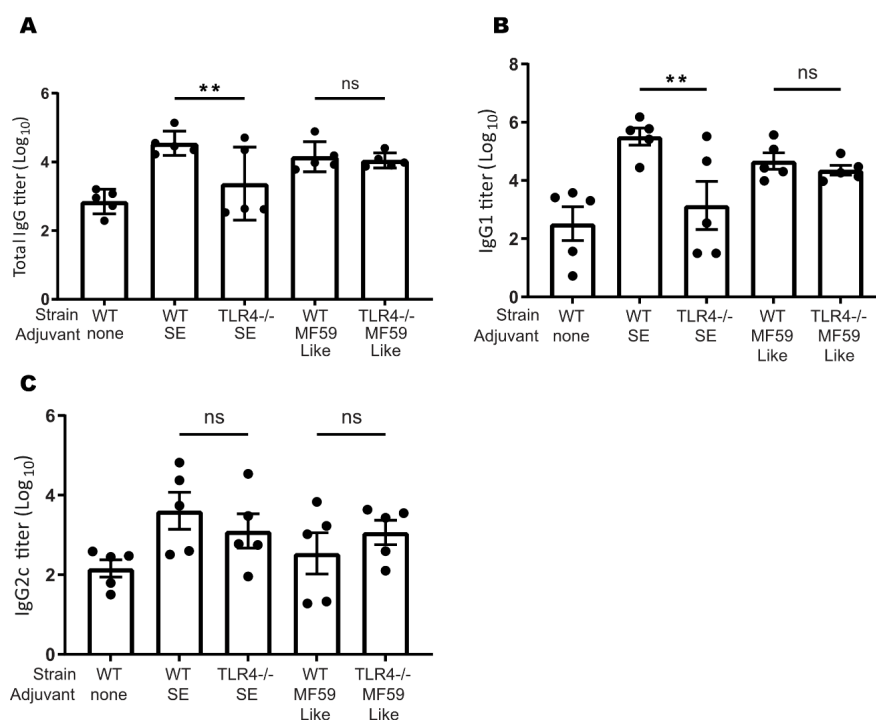 A
Total IgG titer (Log10)
6
4
2
0
**
ns
Strain WT WT TLR4-/- WT TLR4-/-
Adjuvant none SE SE MF59 MF59
Like Like
B
IgG1 titer (Log10)
8
6
4
2
0
**
ns
Strain WT WT TLR4-/- WT TLR4-/-
Adjuvant none SE SE MF59 MF59
Like Like
C
IgG2c titer (Log10)
6
4
2
0
ns
ns
Strain WT WT TLR4-/- WT TLR4-/-
Adjuvant none SE SE MF59 MF59
Like Like